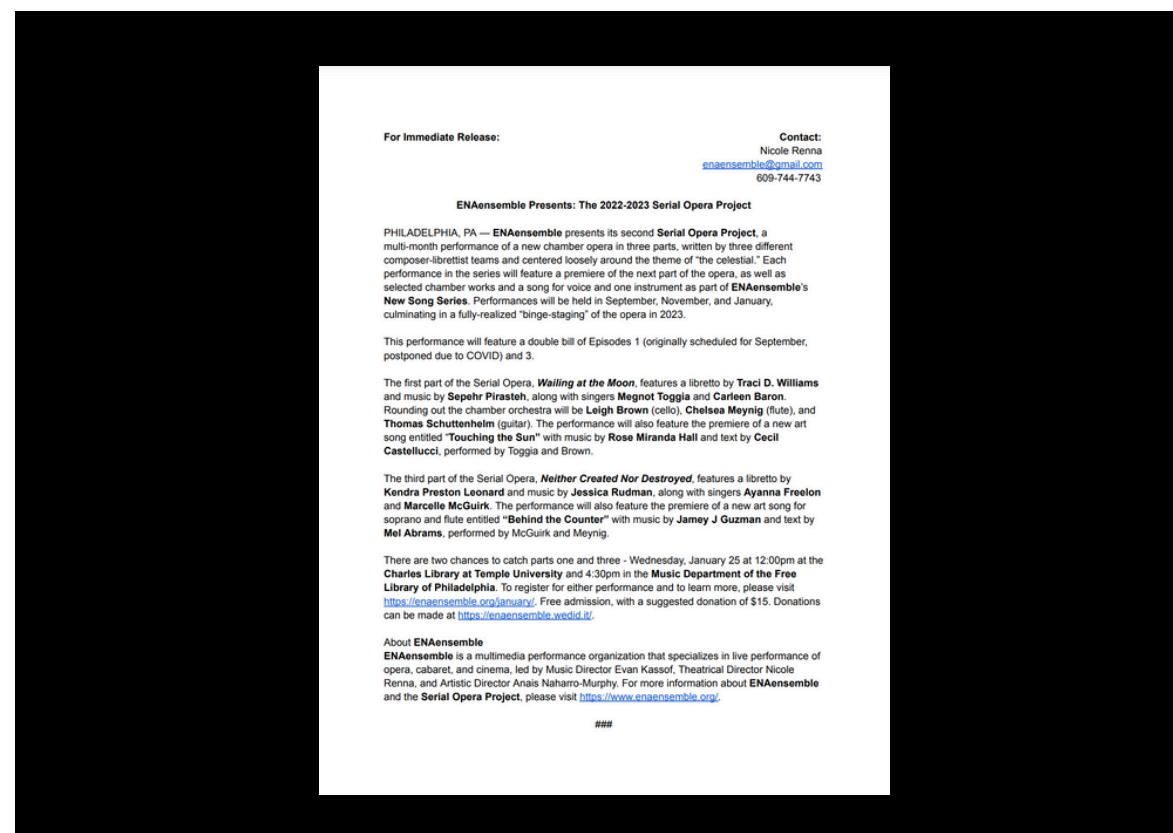 For Immediate Release:
Contact:
Nicole Renna
enaensemble@gmail.com
609-744-7743
ENAensemble Presents: The 2022-2023 Serial Opera Project
PHILADELPHIA, PA — ENAensemble presents its second Serial Opera Project, a
multi-month performance of a new chamber opera in three parts, written by three different
composer-librettist teams and centered loosely around the theme of “the celestial.” Each
performance in the series will feature a premiere of the next part of the opera, as well as
selected chamber works and a song for voice and one instrument as part of ENAensemble’s
New Song Series. Performances will be held in September, November, and January,
culminating in a fully-realized “binge-staging” of the opera in 2023.
This performance will feature a double bill of Episodes 1 (originally scheduled for September,
postponed due to COVID) and 3.
The first part of the Serial Opera, Wailing at the Moon, features a libretto by Traci D. Williams
and music by Sepehr Pirasteh, along with singers Megnot Toggia and Carleen Baron.
Rounding out the chamber orchestra will be Leigh Brown (cello), Chelsea Meynig (flute), and
Thomas Schuttenhelm (guitar). The performance will also feature the premiere of a new art
song entitled “Touching the Sun” with music by Rose Miranda Hall and text by Cecil
Castellucci, performed by Toggia and Brown.
The third part of the Serial Opera, Neither Created Nor Destroyed, features a libretto by
Kendra Preston Leonard and music by Jessica Rudman, along with singers Ayanna Freelon
and Marcelle McGuirk. The performance will also feature the premiere of a new art song for
soprano and flute entitled “Behind the Counter” with music by Jamey J Guzman and text by
Mel Abrams, performed by McGuirk and Meynig.
There are two chances to catch parts one and three - Wednesday, January 25 at 12:00pm at the
Charles Library at Temple University and 4:30pm in the Music Department of the Free
Library of Philadelphia. To register for either performance and to learn more, please visit
https://enaensemble.org/january/. Free admission, with a suggested donation of $15. Donations
can be made at https://enaensemble.wedid.it/.
About ENAensemble
ENAensemble is a multimedia performance organization that specializes in live performance of
opera, cabaret, and cinema, led by Music Director Evan Kassof, Theatrical Director Nicole
Renna, and Artistic Director Anais Naharro-Murphy. For more information about ENAensemble
and the Serial Opera Project, please visit https://www.enaensemble.org/.
###